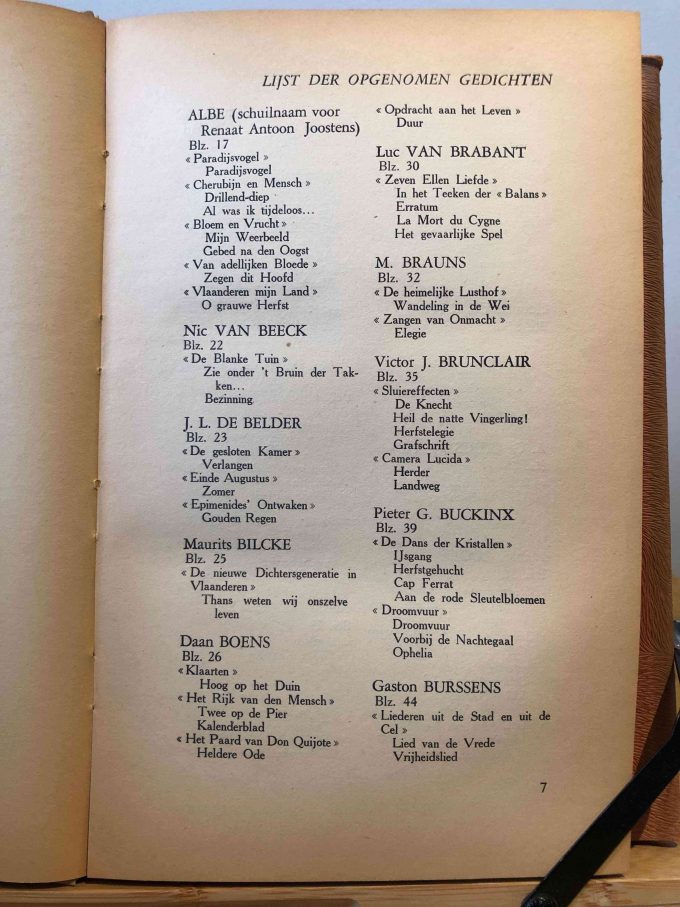 LIJST DER OPGENOMEN GEDICHTEN
ALBE (schuilnaam voor
Renaat Antoon Joostens)
Blz. 17
« Paradijsvogel »
Paradijsvogel
« Cherubijn en Mensch »
Drillend-diep
Al was ik tijdeloos...
« Bloem en Vrucht »
Mijn Weerbeeld
Gebed na den Oogst
« Van adellijken Bloede »
Zegen dit Hoofd
« Vlaanderen mijn Land »
O grauwe Herfst
Nic VAN BEECK
Blz. 22
« De Blanke Tuin »
Zie onder 't Bruin der Tak-
ken...
Bezinning
J. L. DE BELDER
Blz. 23
« De gesloten Kamer »
Verlangen
« Einde Augustus »
Zomer
« Epimenides' Ontwaken »
Gouden Regen
Maurits BILCKE
Blz. 25
« De nieuwe Dichtersgeneratie in
Vlaanderen »
Thans weten wij onszelve
leven
Daan BOENS
Blz. 26
« Klaarten »
Hoog op het Duin
« Het Rijk van den Mensch »
Twee op de Pier
Kalenderblad
« Het Paard van Don Quijote »
Heldere Ode
« Opdracht aan het Leven »
Duur
Luc VAN BRABANT
Blz. 30
« Zeven Ellen Liefde »
In het Teeken der « Balans »
Erratum
La Mort du Cygne
Het gevaarlijke Spel
M. BRAUNS
Blz. 32
« De heimelijke Lusthof »
Wandeling in de Wei
« Zangen van Onmacht »
Elegie
Victor J. BRUNCLAIR
Blz. 35
« Sluiereffecten »
De Knecht
Heil de natte Vingerling!
Herfstelegie
Grafschrift
« Camera Lucida »
Herder
Landweg
Pieter G. BUCKINX
Blz. 39
« De Dans der Kristallen »
IJsgang
Herfstgehucht
Cap Ferrat
Aan de rode Sleutelbloemen
« Droomvuur »
Droomvuur
Voorbij de Nachtegaal
Ophelia
Gaston BURSSENS
Blz. 44
« Liederen uit de Stad en uit de
Cel »
Lied van de Vrede
Vrijheidslied
7